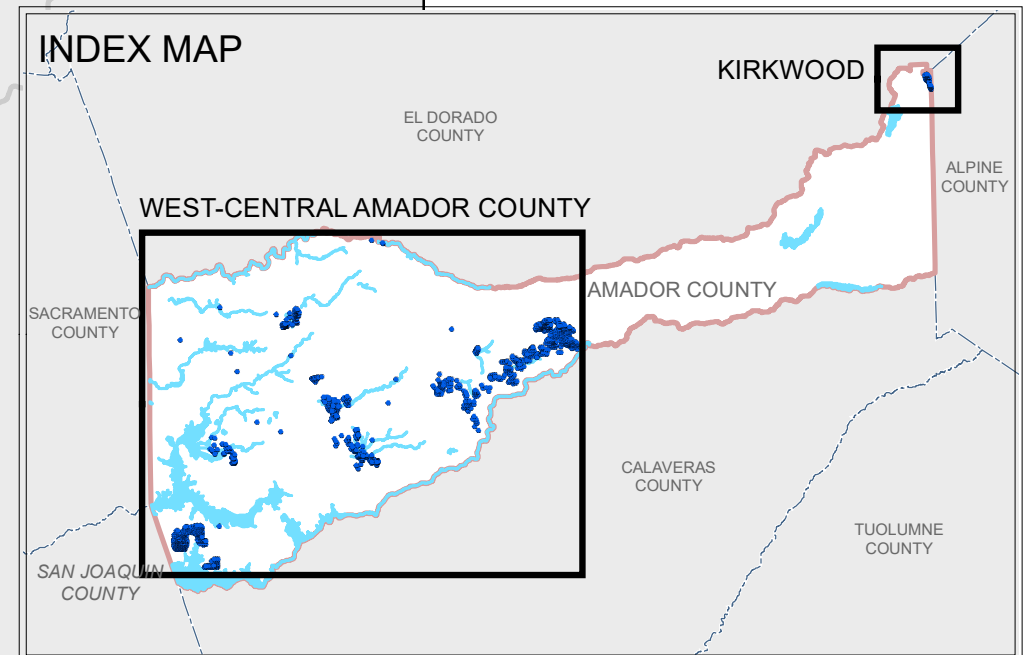 INDEX MAP
KIRKWOOD
EL DORADO
COUNTY
ALPINE
COUNTY
WEST-CENTRAL AMADOR COUNTY
AMADOR COUNTY
SACRAMENTO
COUNTY
CALAVERAS
COUNTY
TUOLUMNE
COUNTY
SAN JOAQUIN
COUNTY